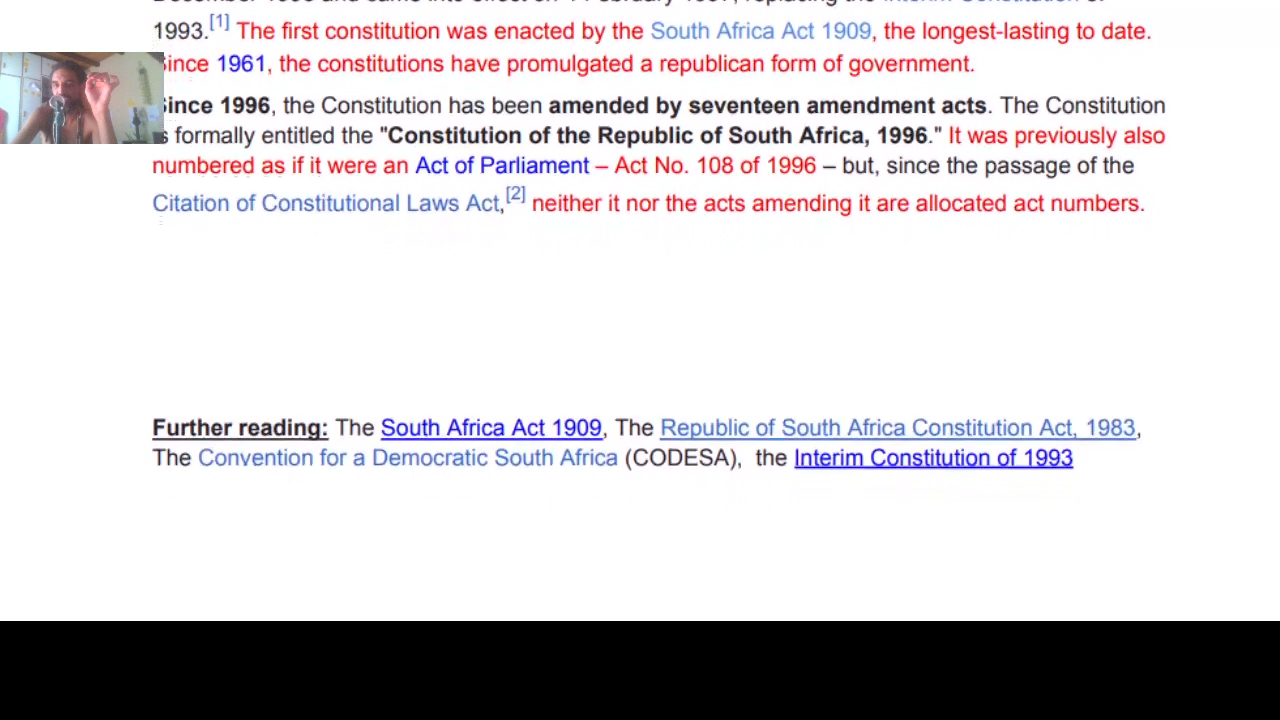 1993.[1] The first constitution was enacted by the South Africa Act 1909, the longest-lasting to date.
Since 1961, the constitutions have promulgated a republican form of government.
Since 1996, the Constitution has been amended by seventeen amendment acts. The Constitution
is formally entitled the "Constitution of the Republic of South Africa, 1996." It was previously also
numbered as if it were an Act of Parliament – Act No. 108 of 1996 – but, since the passage of the
Citation of Constitutional Laws Act,[2] neither it nor the acts amending it are allocated act numbers.
Further reading: The South Africa Act 1909, The Republic of South Africa Constitution Act, 1983,
The Convention for a Democratic South Africa (CODESA), the Interim Constitution of 1993